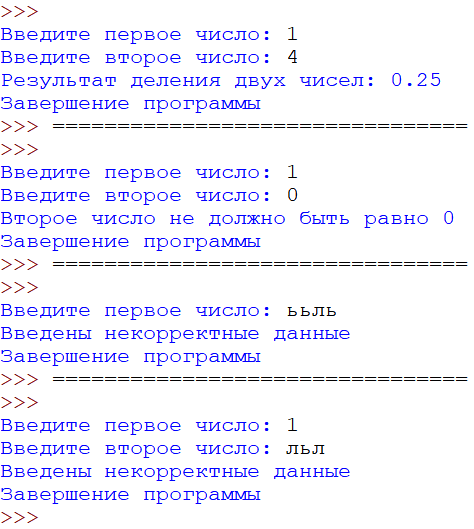 >>>
Введите первое число: 1
Введите второе число: 4
Результат деления двух чисел: 0.25
Завершение программы
>>> ================================
>>>
Введите первое число: 1
Введите второе число: 0
Второе число не должно быть равно 0
Завершение программы
>>> ================================
>>>
Введите первое число: ььль
Введены некорректные данные
Завершение программы
>>> ================================
>>>
Введите первое число: 1
Введите второе число: льл
Введены некорректные данные
Завершение программы
>>>